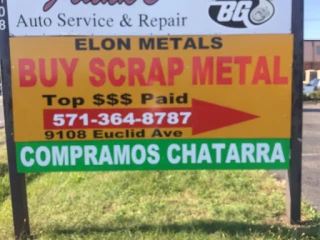 Auto Service & Repair
BG
ELON METALS
BUY SCRAP METAL
Top $$$ Paid
571-364-8787
9108 Euclid Ave
COMPRAMOS CHATARRA